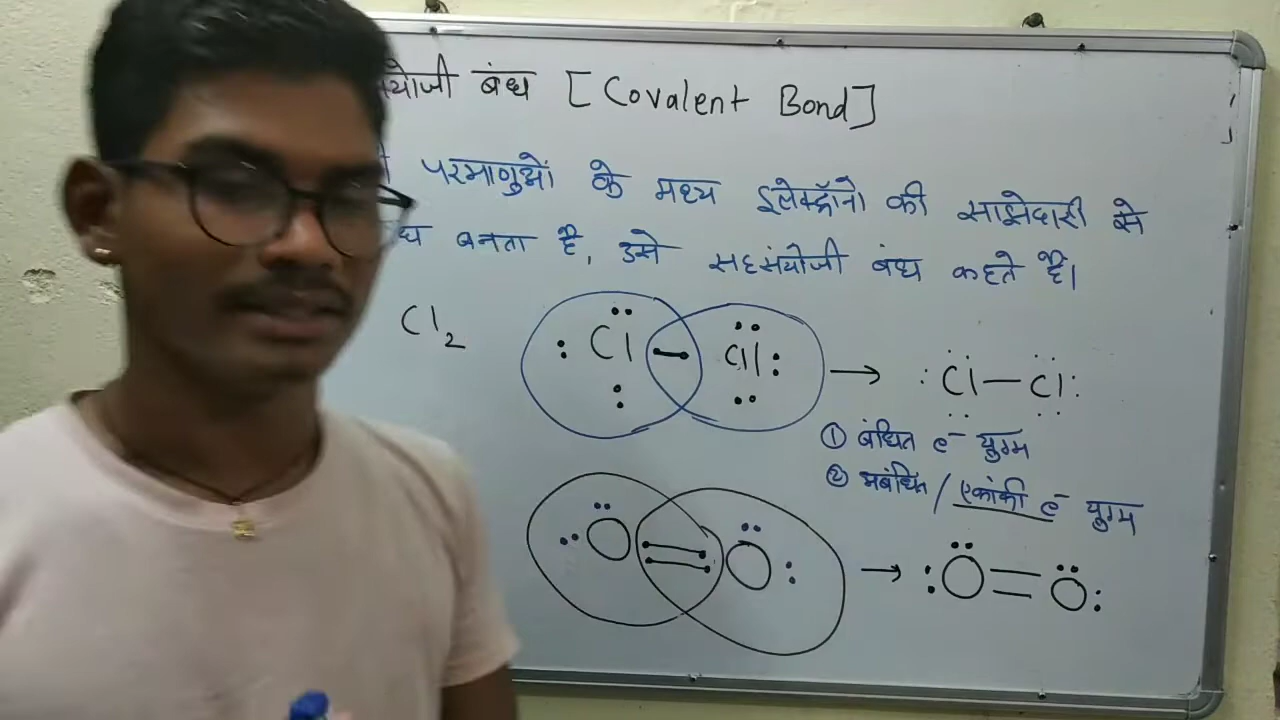 बंध [Covalent Bond]
परमाणुओं के मध्य इलेक्ट्रॉनो की साझेदारी से
बनता है, उसे सहसंयोजी बंध कहते है।
Cl₂ :Cl — Cl: → :Cl — Cl:
① बंधित e⁻ युग्म
② अबंधित / एकांकी e⁻ युग्म
O = O: → :O = O: